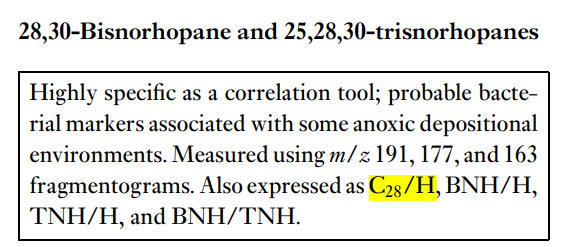 28,30-Bisnorhopane and 25,28,30-trisnorhopanes
Highly specific as a correlation tool; probable bacte-
rial markers associated with some anoxic depositional
environments. Measured using m/z 191, 177, and 163
fragmentograms. Also expressed as C₂₈/H, BNH/H,
TNH/H, and BNH/TNH.